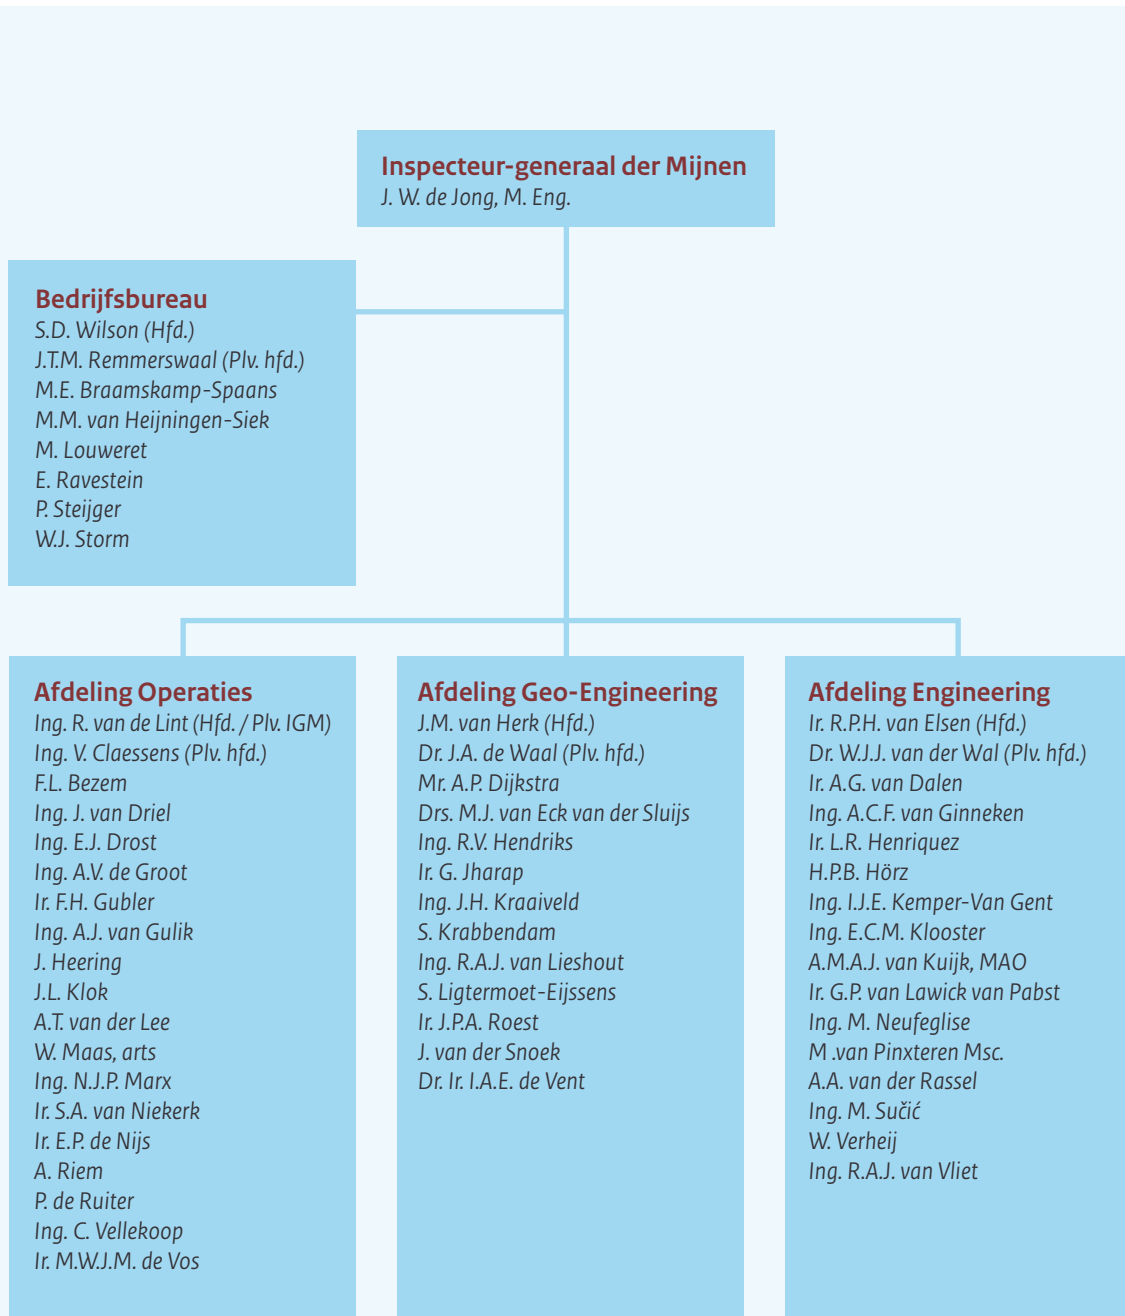 Inspecteur-generaal der Mijnen
J. W. de Jong, M. Eng.
Bedrijfsbureau
S.D. Wilson (Hfd.)
J.T.M. Remmerswaal (Plv. hfd.)
M.E. Braamskamp-Spaans
M.M. van Heijningen-Siek
M. Louweret
E. Ravestein
P. Steijger
W.J. Storm
Afdeling Operaties
Ing. R. van de Lint (Hfd. / Plv. IGM)
Ing. V. Claessens (Plv. hfd.)
F.L. Bezem
Ing. J. van Driel
Ing. E.J. Drost
Ing. A.V. de Groot
Ir. F.H. Gubler
Ing. A.J. van Gulik
J. Heering
J.L. Klok
A.T. van der Lee
W. Maas, arts
Ing. N.J.P. Marx
Ir. S.A. van Niekerk
Ir. E.P. de Nijs
A. Riem
P. de Ruiter
Ing. C. Vellekoop
Ir. M.W.J.M. de Vos
Afdeling Geo-Engineering
J.M. van Herk (Hfd.)
Dr. J.A. de Waal (Plv. hfd.)
Mr. A.P. Dijkstra
Drs. M.J. van Eck van der Sluijs
Ing. R.V. Hendriks
Ir. G. Jharap
Ing. J.H. Kraaiveld
S. Krabbendam
Ing. R.A.J. van Lieshout
S. Ligtermoet-Eijssens
Ir. J.P.A. Roest
J. van der Snoek
Dr. Ir. I.A.E. de Vent
Afdeling Engineering
Ir. R.P.H. van Elsen (Hfd.)
Dr. W.J.J. van der Wal (Plv. hfd.)
Ir. A.G. van Dalen
Ing. A.C.F. van Ginneken
Ir. L.R. Henriquez
H.P.B. Hörz
Ing. I.J.E. Kemper-Van Gent
Ing. E.C.M. Klooster
A.M.A.J. van Kuijk, MAO
Ir. G.P. van Lawick van Pabst
Ing. M. Neufeglise
M .van Pinxteren Msc.
A.A. van der Rassel
Ing. M. Sučić
W. Verheij
Ing. R.A.J. van Vliet